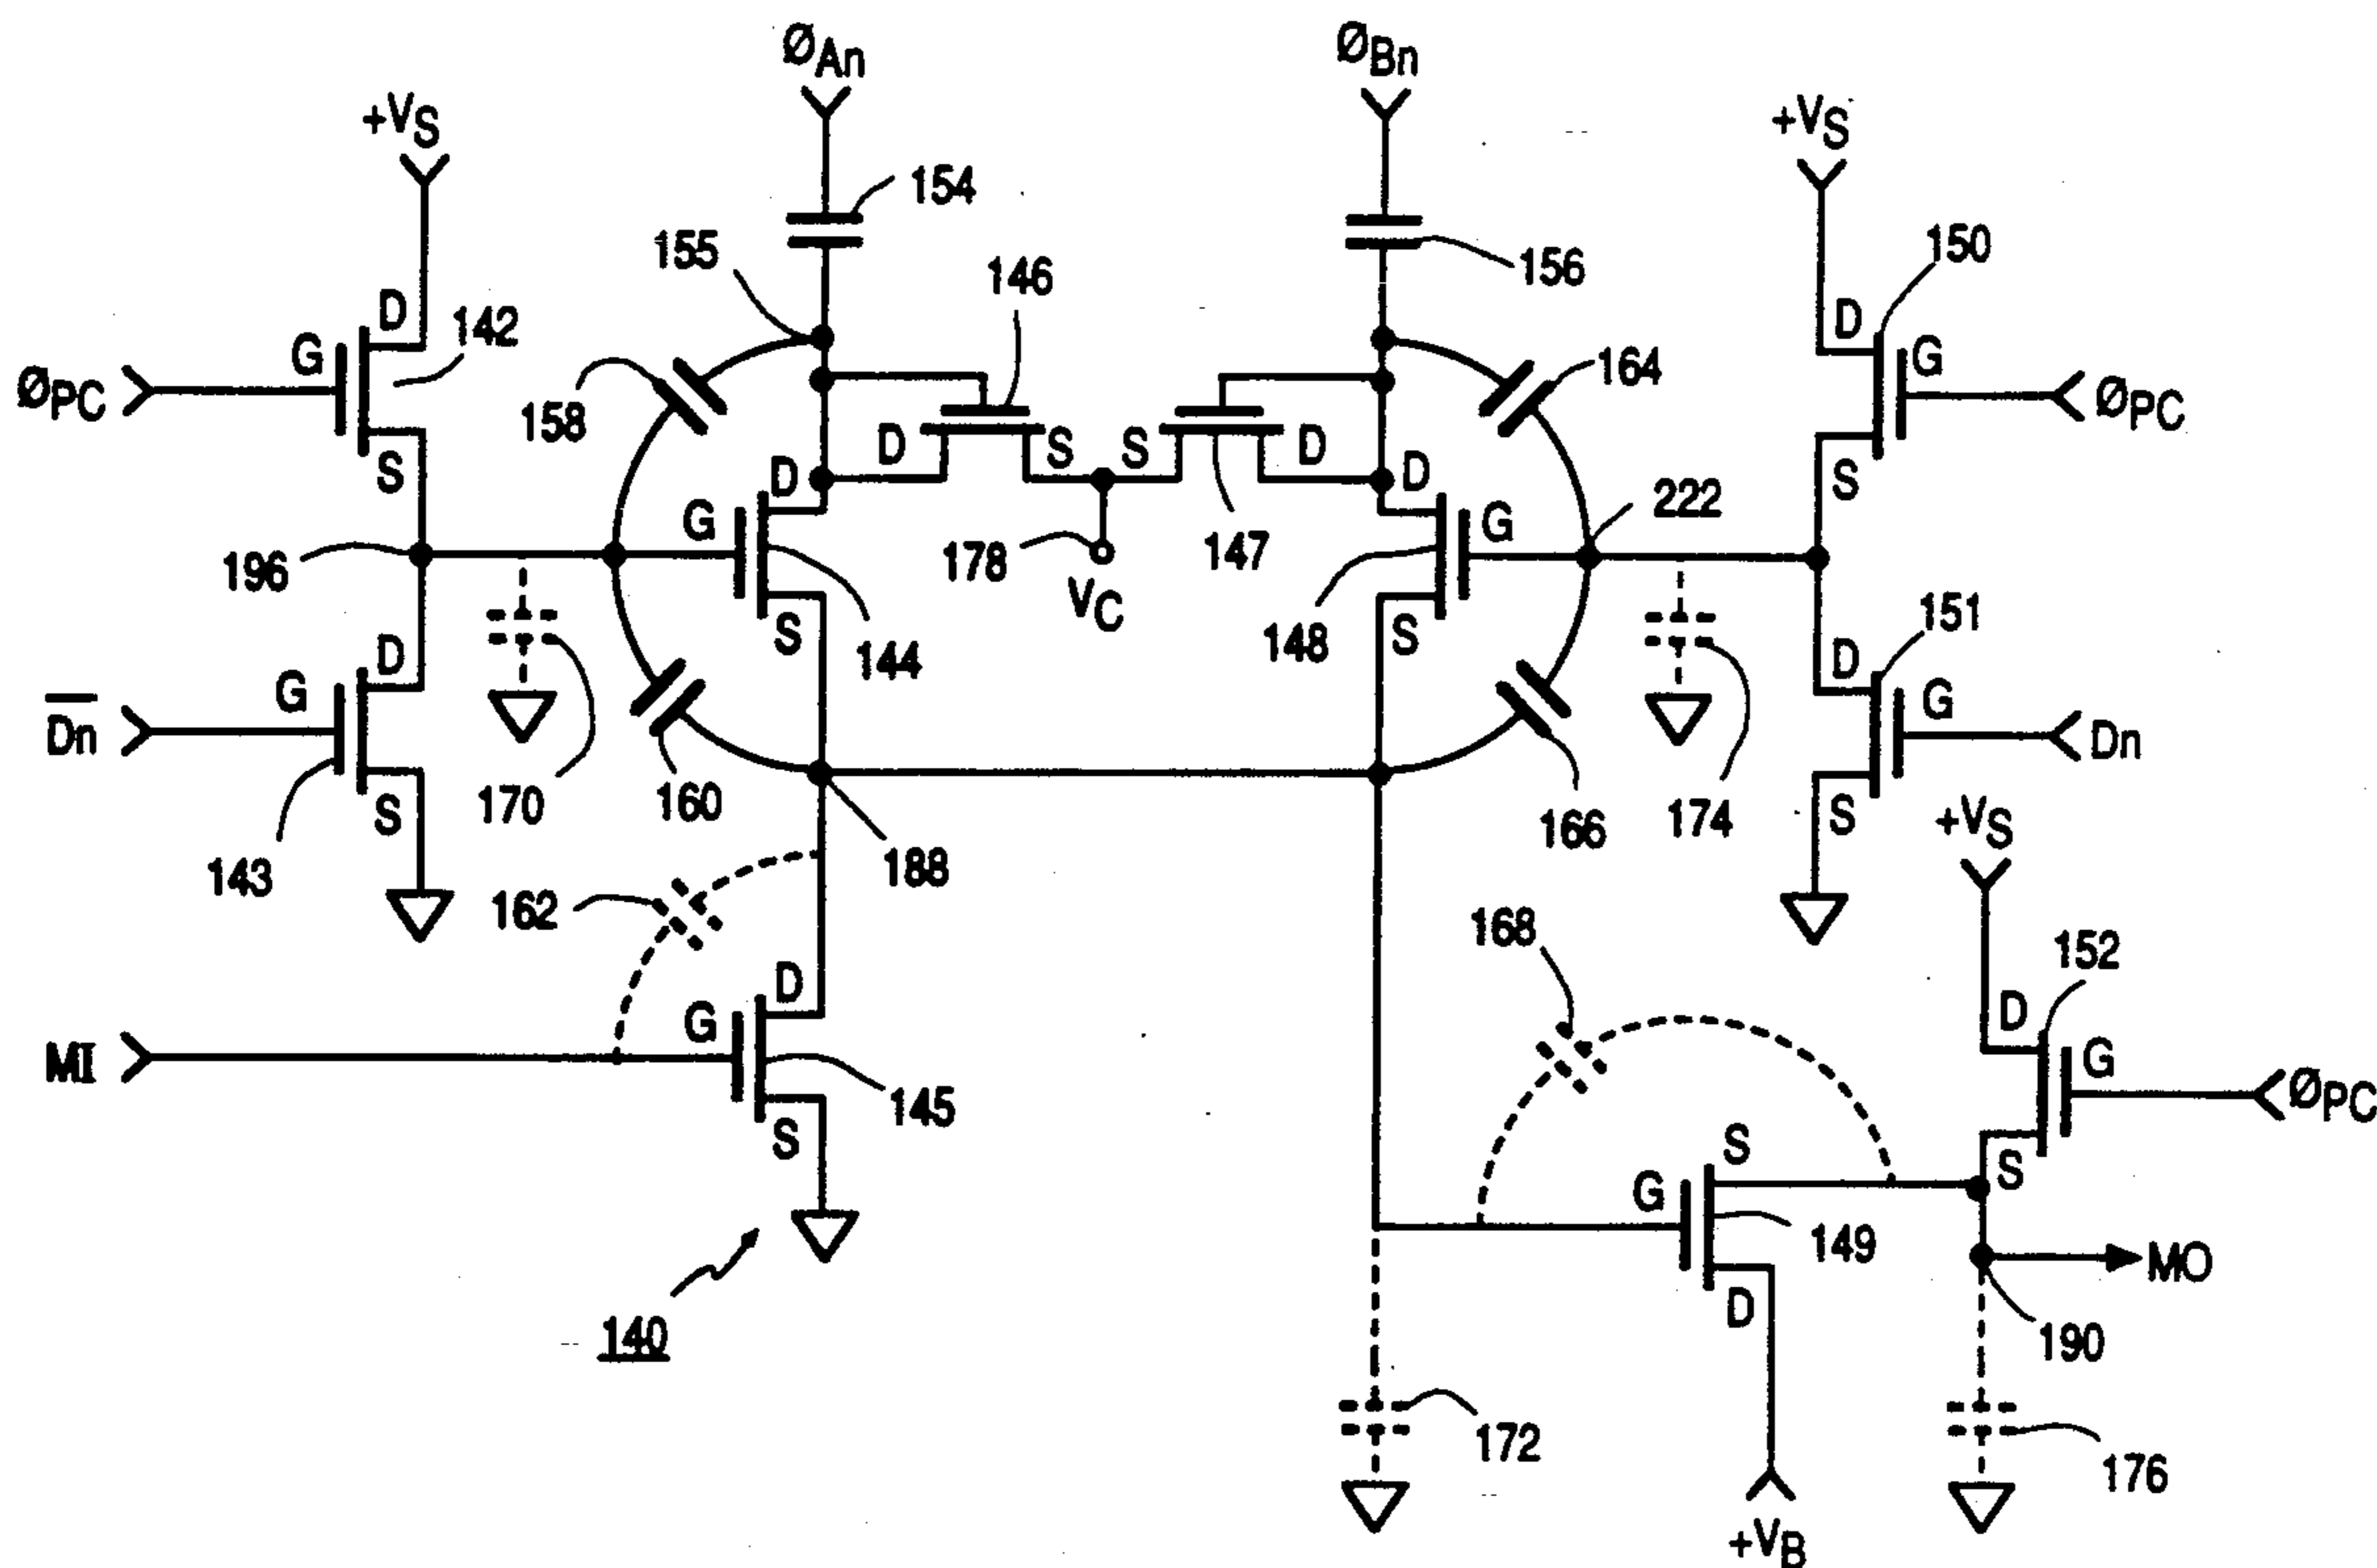 ØAn
ØBn
+VS
+VS
154
155
146
156
150
D
142
G
D
G
ØPC
158
164
ØPC
S
D
S
S
D
S
D
D
G
G
222
196
178
147
VC
148
151
D
S
144
S
D
G
G
Dn
170
160
166
174
Dn
S
S
+VS
143
188
162
168
152
D
D
G
G
MI
145
ØPC
S
S
S
G
149
MO
140
D
190
172
176
+VB